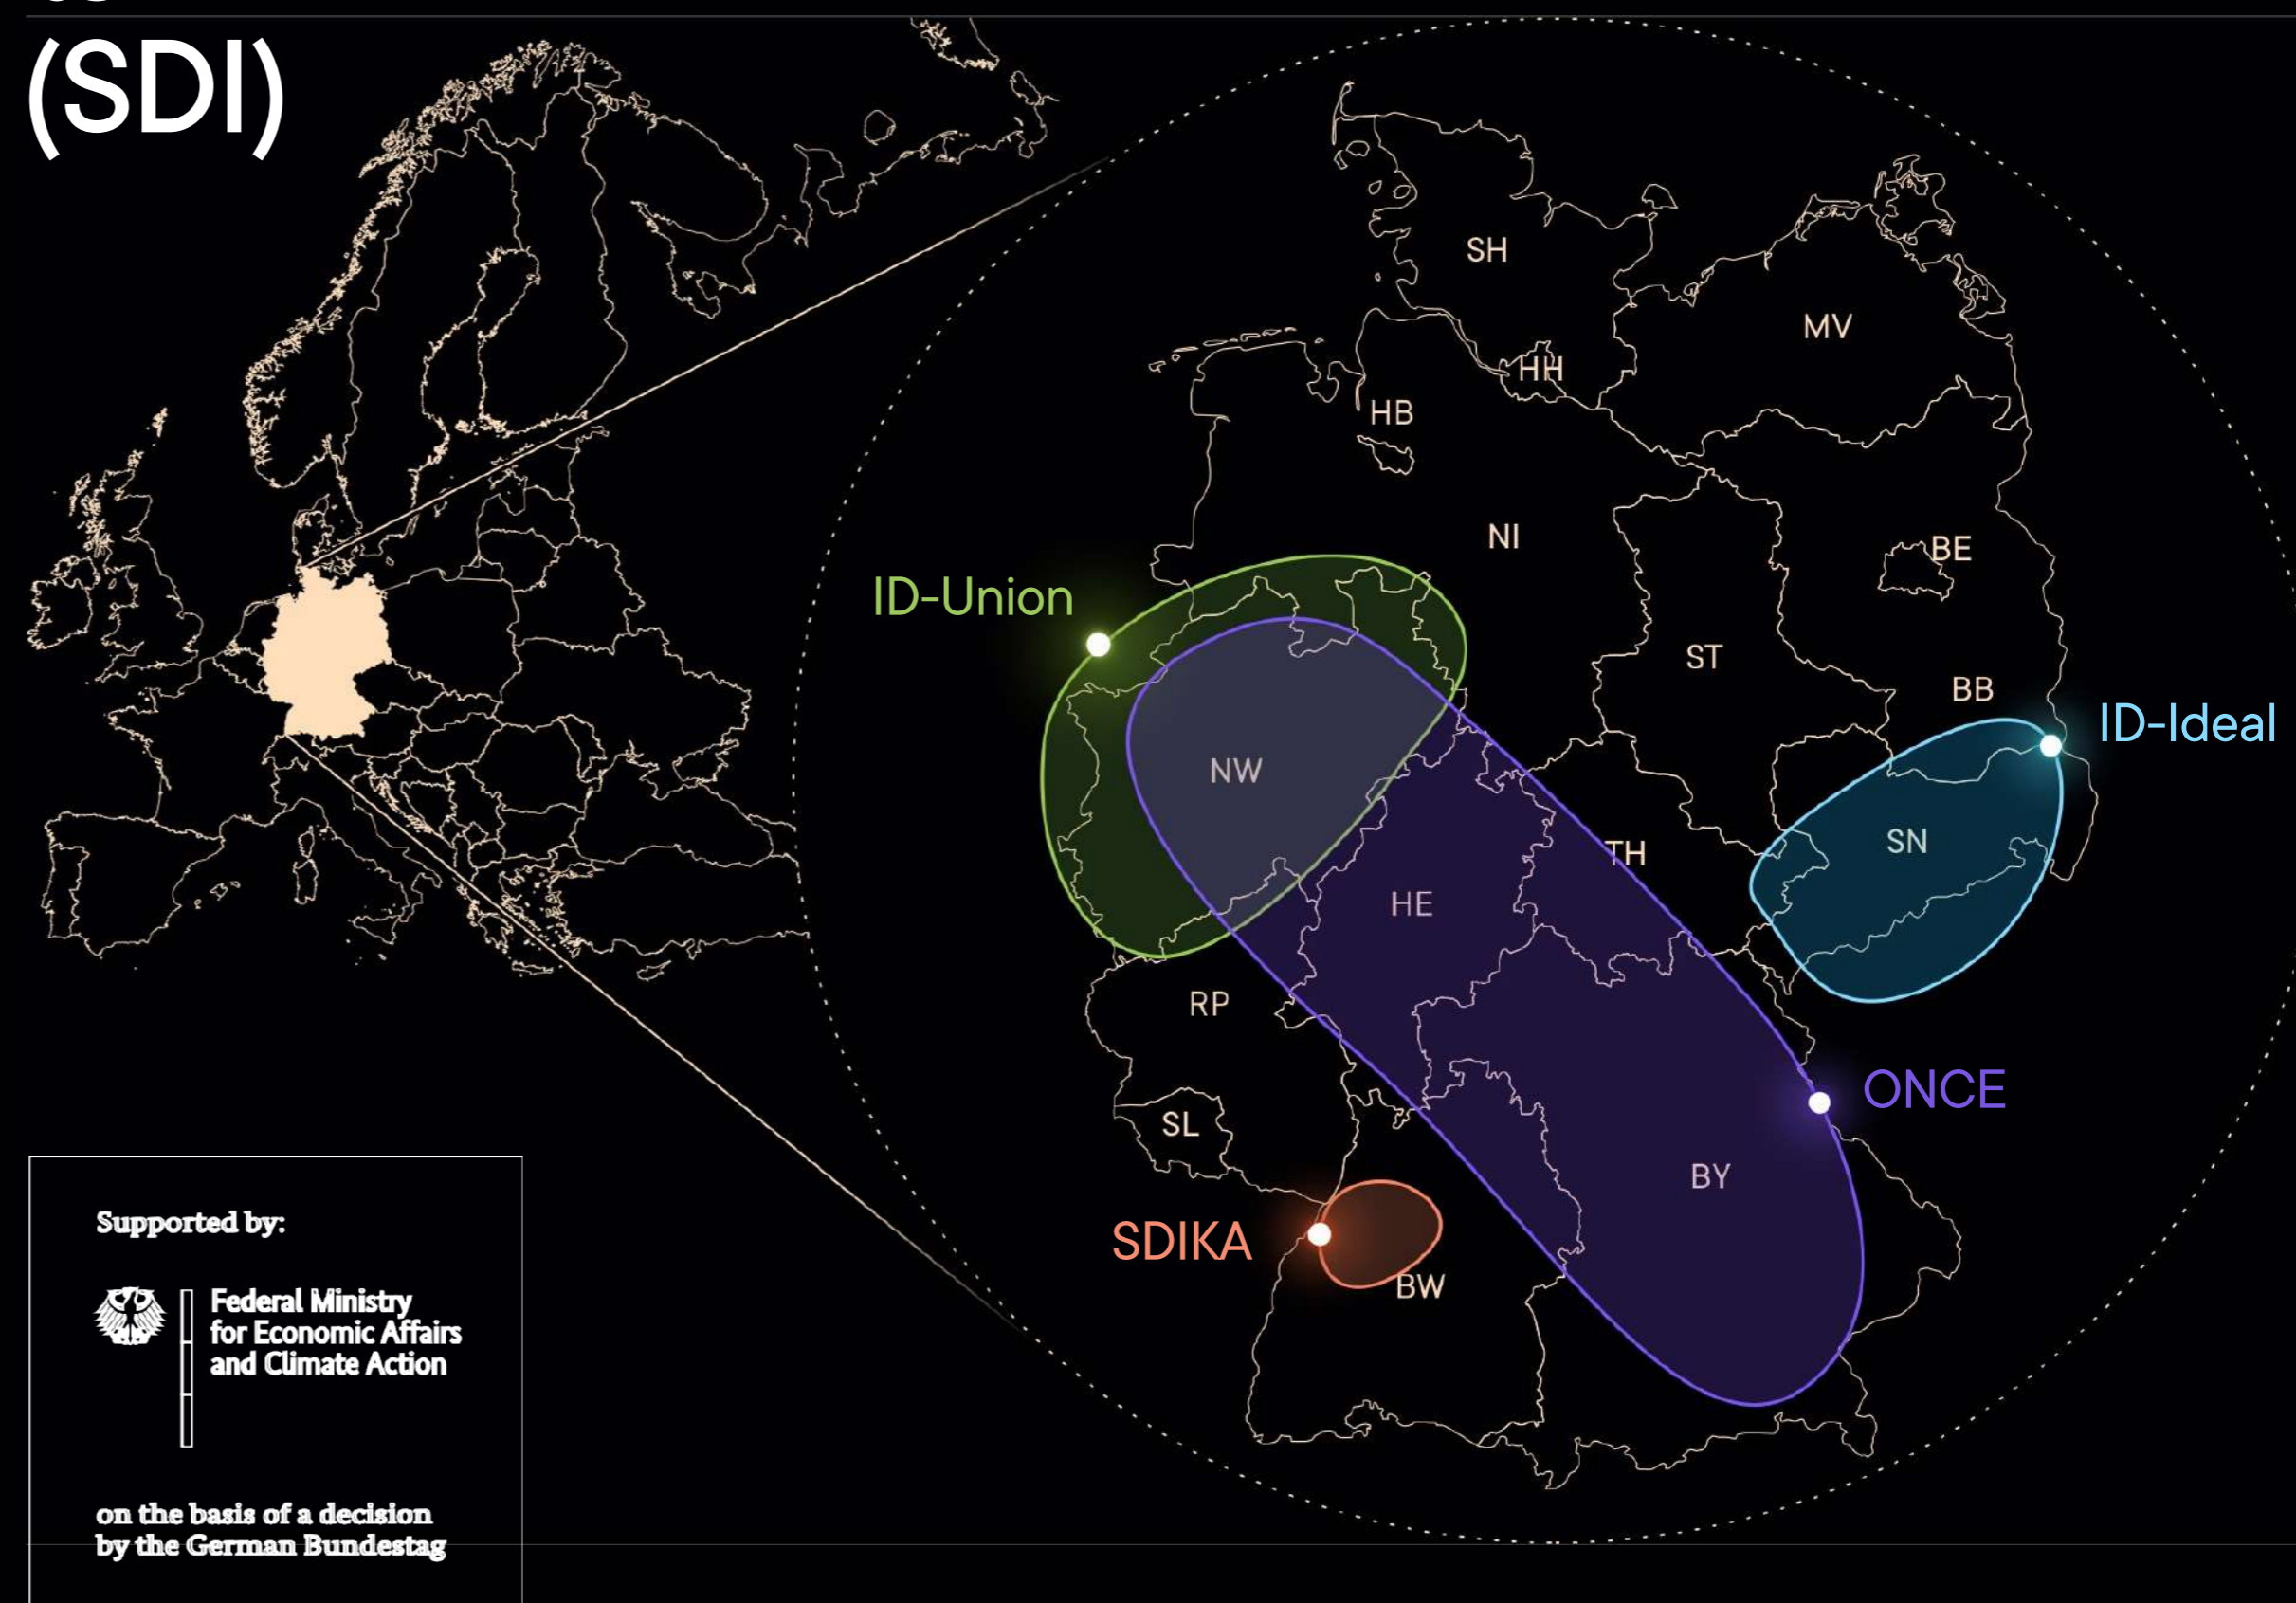 (SDI)
SH
MV
HH
HB
NI
BE
ID-Union
ST
BB
ID-Ideal
NW
SN
TH
HE
RP
ONCE
SL
BY
SDIKA
BW
Supported by:
Federal Ministry
for Economic Affairs
and Climate Action
on the basis of a decision
by the German Bundestag